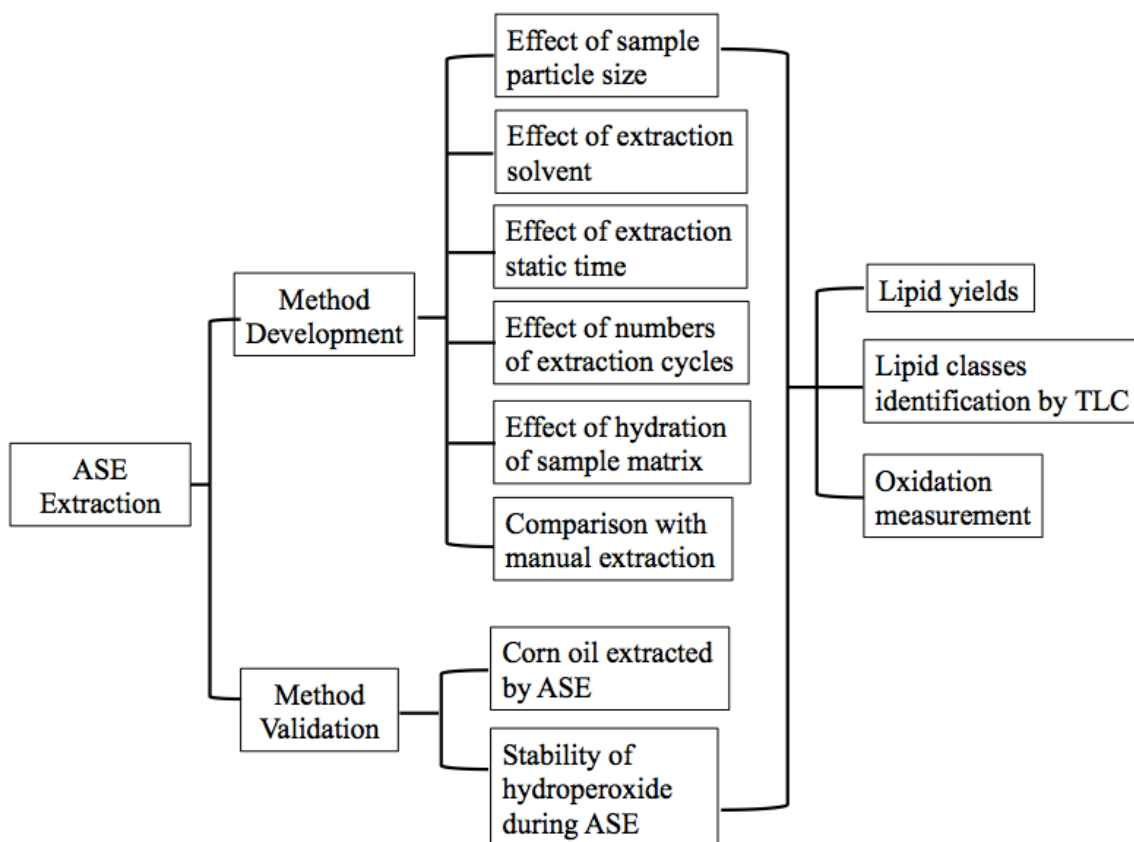 ASE
Extraction
Method
Development
Method
Validation
Effect of sample
particle size
Effect of extraction
solvent
Effect of extraction
static time
Effect of numbers
of extraction cycles
Effect of hydration
of sample matrix
Comparison with
manual extraction
Corn oil extracted
by ASE
Stability of
hydroperoxide
during ASE
Lipid yields
Lipid classes
identification by TLC
Oxidation
measurement